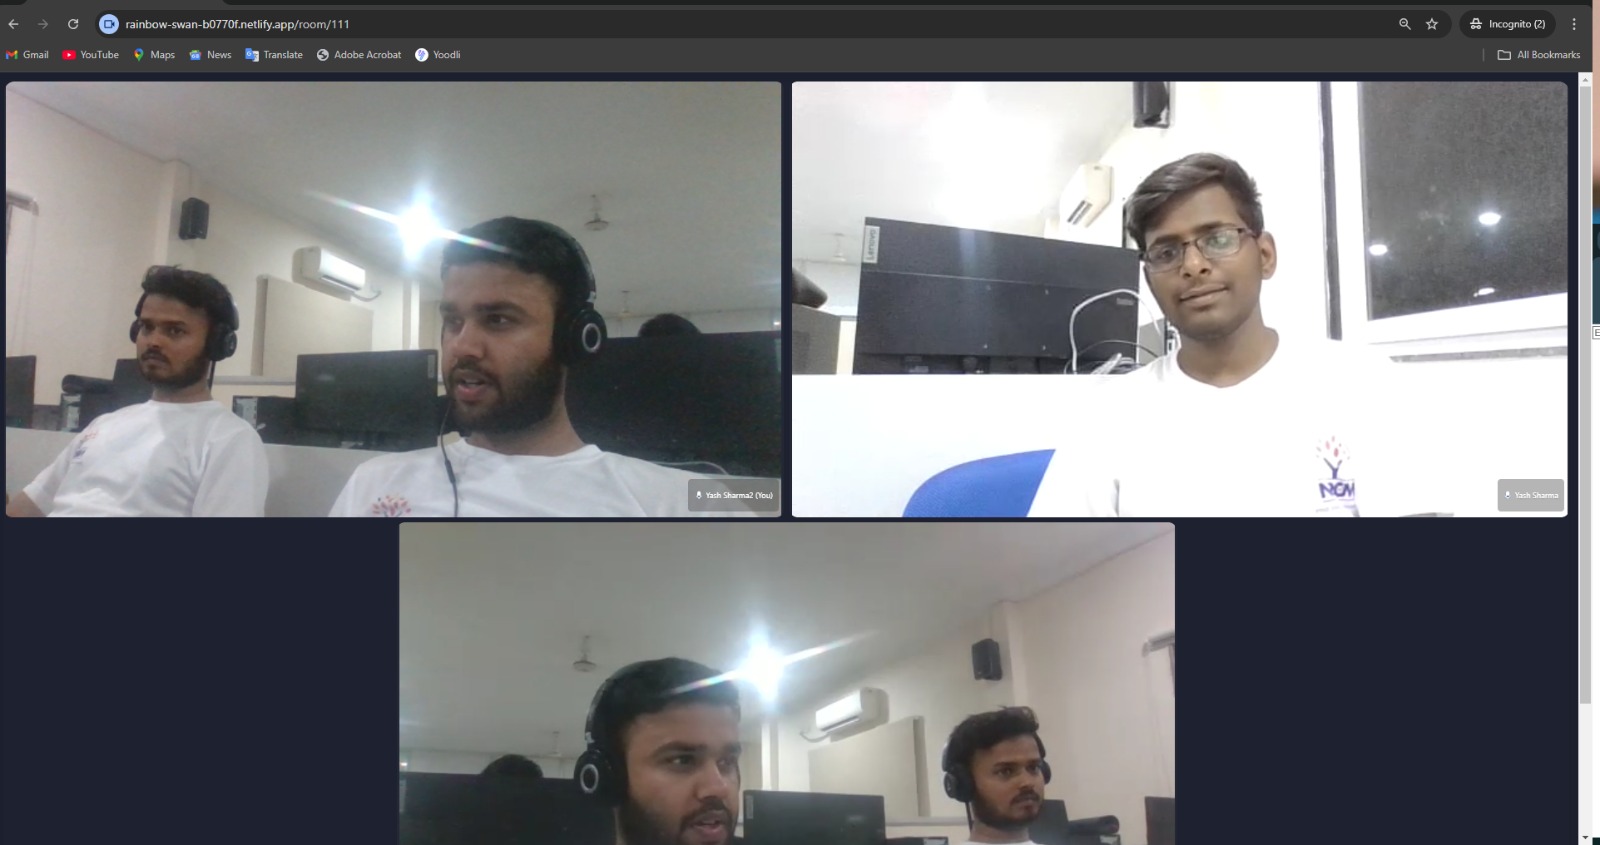 rainbow-swan-b0770f.netlify.app/room/111
Incognito (2)
Gmail
YouTube
Maps
News
Translate
Adobe Acrobat
Yoodli
All Bookmarks
Lenovo
Yash Sharma2 (You)
NCM
Yash Sharma